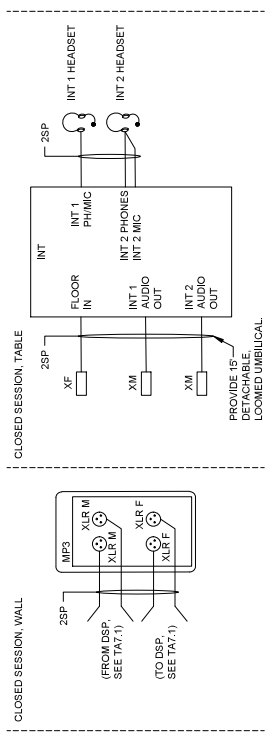 CLOSED SESSION, WALL
2SP
MP3
XLR M
XLR M
XLR F
XLR F
(FROM DSP,
SEE TA7.1)
(TO DSP,
SEE TA7.1)
CLOSED SESSION, TABLE
2SP
XF
XM
XM
PROVIDE 15'
DETACHABLE,
LOOMED UMBILICAL.
INT
FLOOR
IN
INT 1
AUDIO
OUT
INT 2
AUDIO
OUT
INT 1
PH/MIC
INT 2 PHONES
INT 2 MIC
2SP
INT 1 HEADSET
INT 2 HEADSET